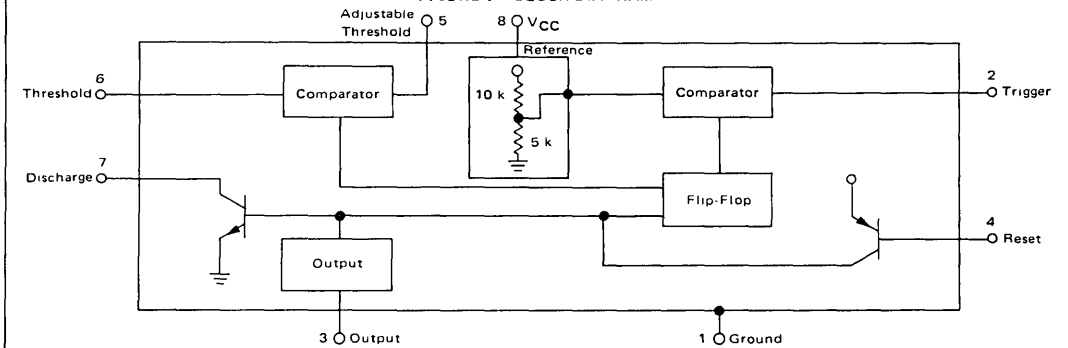 Adjustable
Threshold
5
8
VCC
Reference
6
Threshold
Comparator
10 k
5 k
Comparator
2
Trigger
7
Discharge
Flip-Flop
4
Reset
Output
3 Output
1 Ground